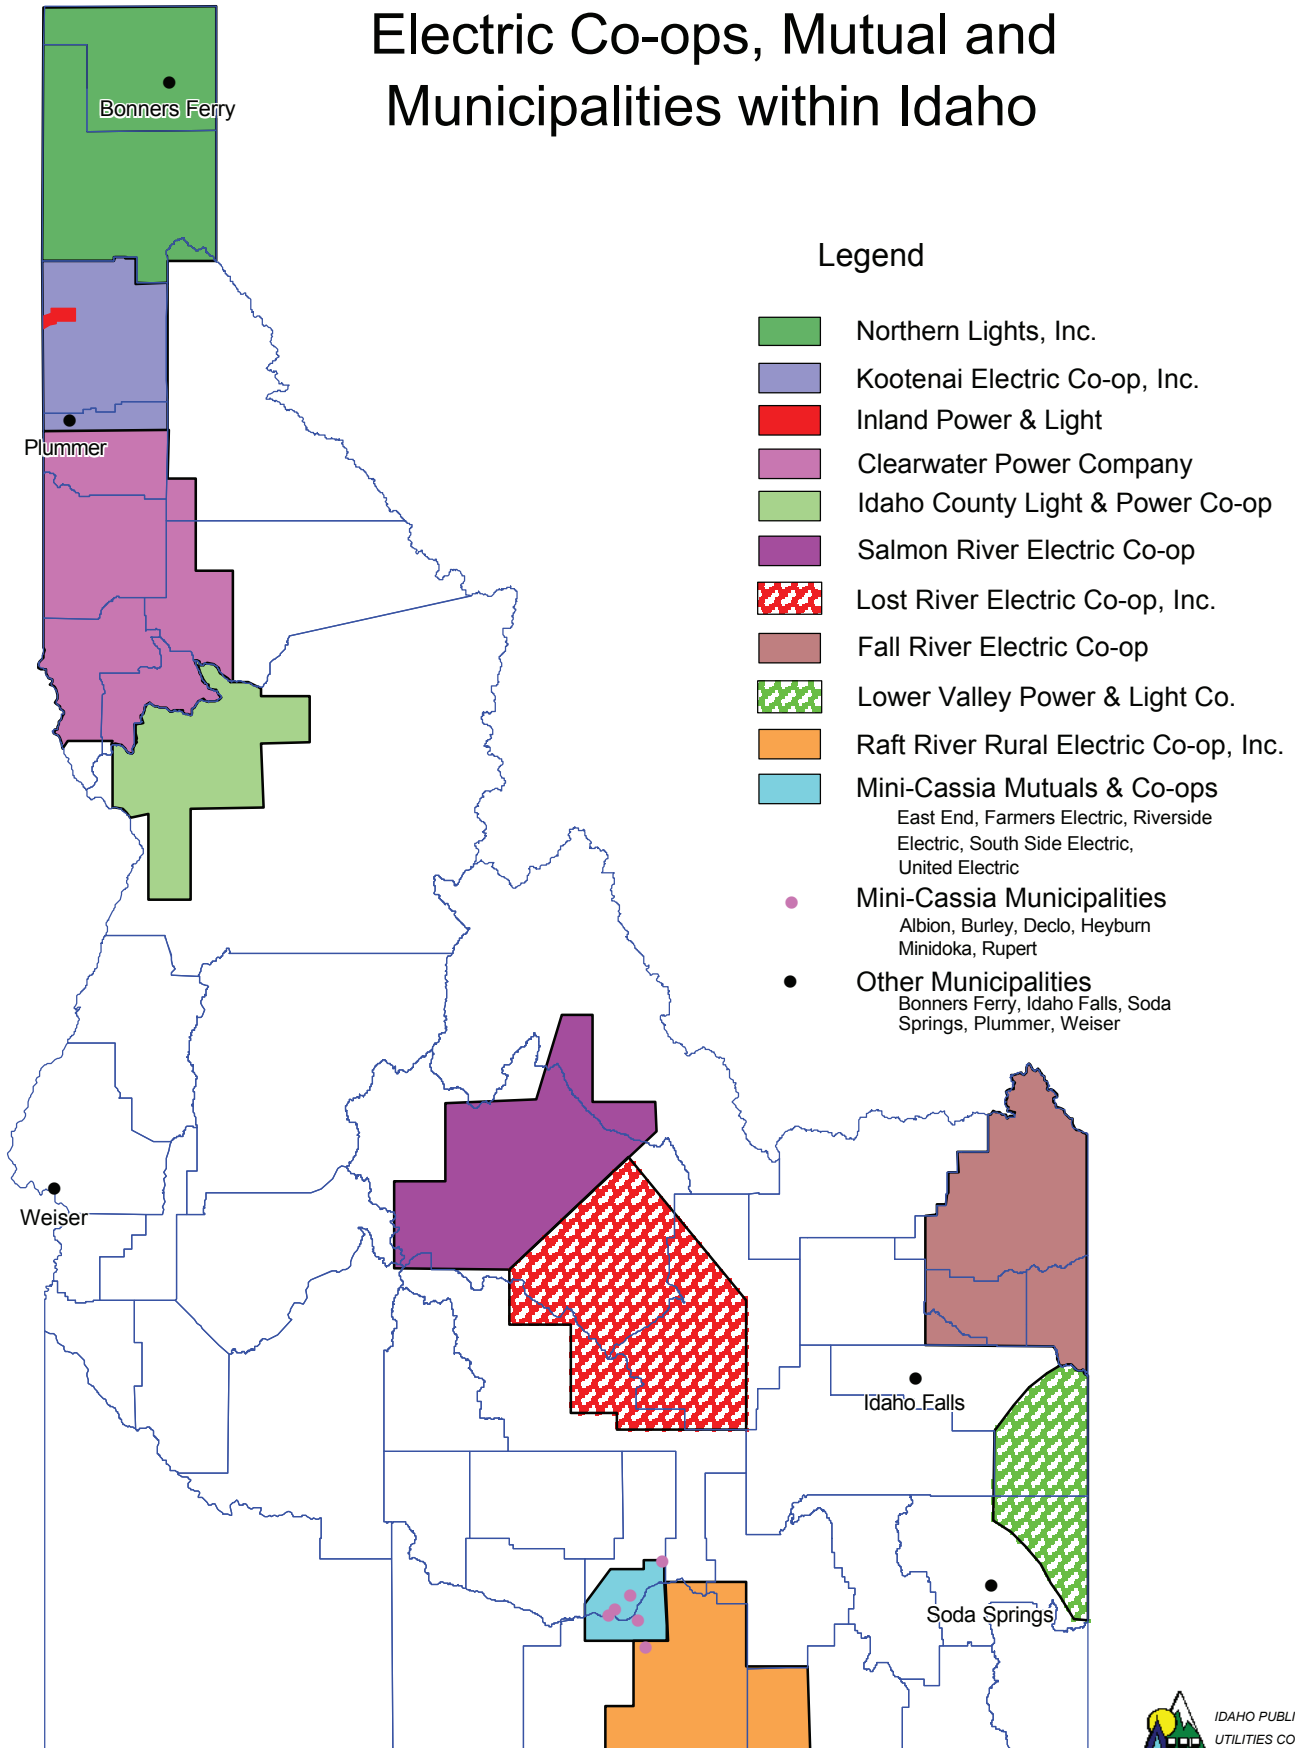 Electric Co-ops, Mutual and
Municipalities within Idaho
Bonners Ferry
Plummer
Weiser
Idaho Falls
Soda Springs
Legend
Northern Lights, Inc.
Kootenai Electric Co-op, Inc.
Inland Power & Light
Clearwater Power Company
Idaho County Light & Power Co-op
Salmon River Electric Co-op
Lost River Electric Co-op, Inc.
Fall River Electric Co-op
Lower Valley Power & Light Co.
Raft River Rural Electric Co-op, Inc.
Mini-Cassia Mutuals & Co-ops
East End, Farmers Electric, Riverside
Electric, South Side Electric,
United Electric
Mini-Cassia Municipalities
Albion, Burley, Declo, Heyburn
Minidoka, Rupert
Other Municipalities
Bonners Ferry, Idaho Falls, Soda
Springs, Plummer, Weiser
IDAHO PUBLI
UTILITIES CO